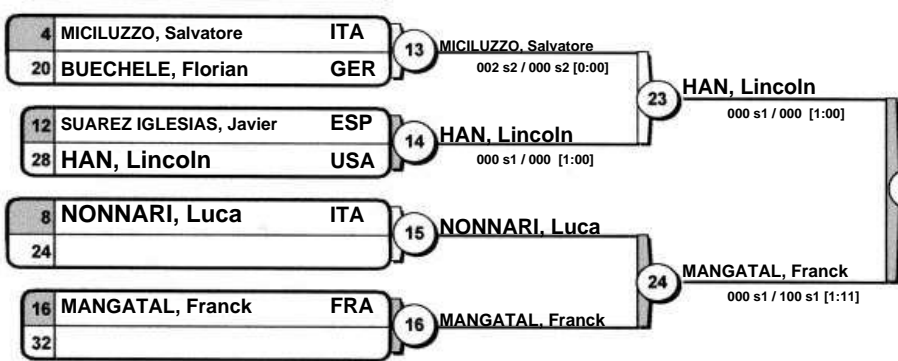 4 MICILUZZO, Salvatore ITA
20 BUECHELE, Florian GER
13 MICILUZZO, Salvatore
002 s2 / 000 s2 [0:00]
12 SUAREZ IGLESIAS, Javier ESP
28 HAN, Lincoln USA
14 HAN, Lincoln
000 s1 / 000 [1:00]
23 HAN, Lincoln
000 s1 / 000 [1:00]
8 NONNARI, Luca ITA
24
15 NONNARI, Luca
16 MANGATAL, Franck FRA
32
16 MANGATAL, Franck
24 MANGATAL, Franck
000 s1 / 100 s1 [1:11]